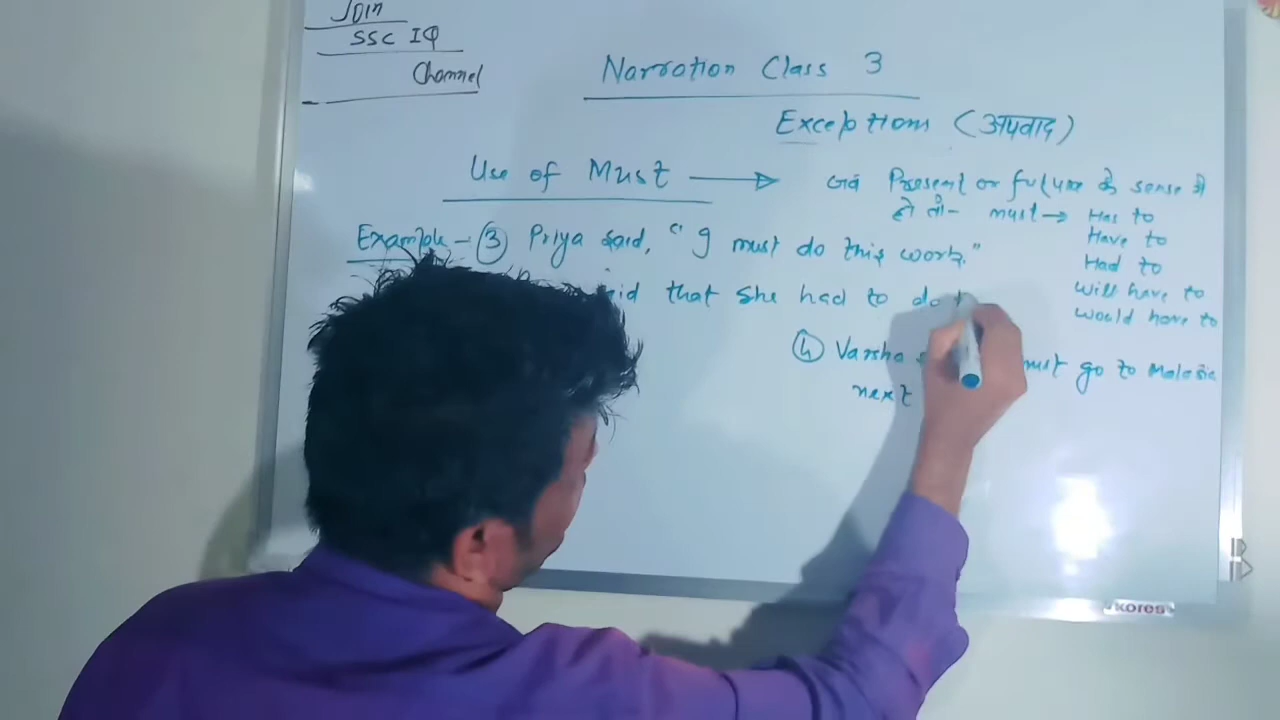 Join
SSC IQ
Channel
Narration Class 3
Exceptions (अपवाद)
Use of Must → जब Present or future के sense में
हो तो- must → Has to
Have to
Had to
will have to
would have to
Example - ③ Priya said, "I must do this work."
that She had to do
④ Varsha must go to Malasia
next
kores